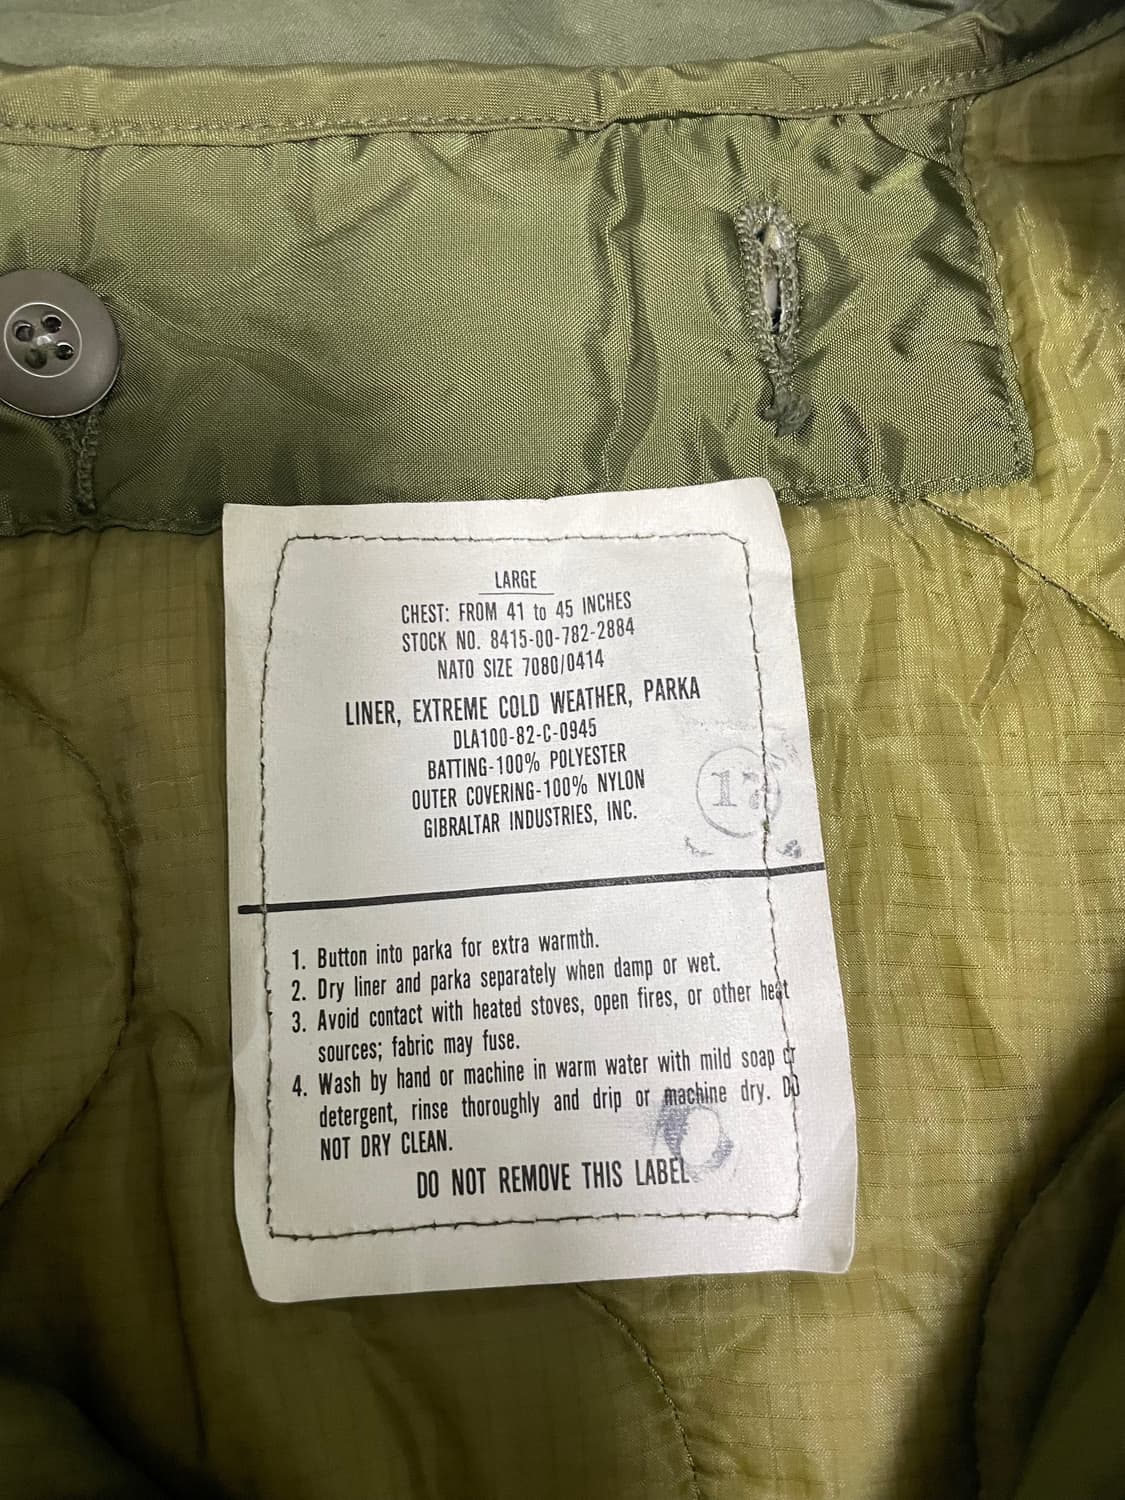 LARGE
CHEST: FROM 41 to 45 INCHES
STOCK NO. 8415-00-782-2884
NATO SIZE 7080/0414
LINER, EXTREME COLD WEATHER, PARKA
DLA100-82-C-0945
BATTING-100% POLYESTER
OUTER COVERING-100% NYLON
GIBRALTAR INDUSTRIES, INC.
1. Button into parka for extra warmth.
2. Dry liner and parka separately when damp or wet.
3. Avoid contact with heated stoves, open fires, or other heat
sources; fabric may fuse.
4. Wash by hand or machine in warm water with mild soap or
detergent, rinse thoroughly and drip or machine dry. DO
NOT DRY CLEAN.
DO NOT REMOVE THIS LABEL